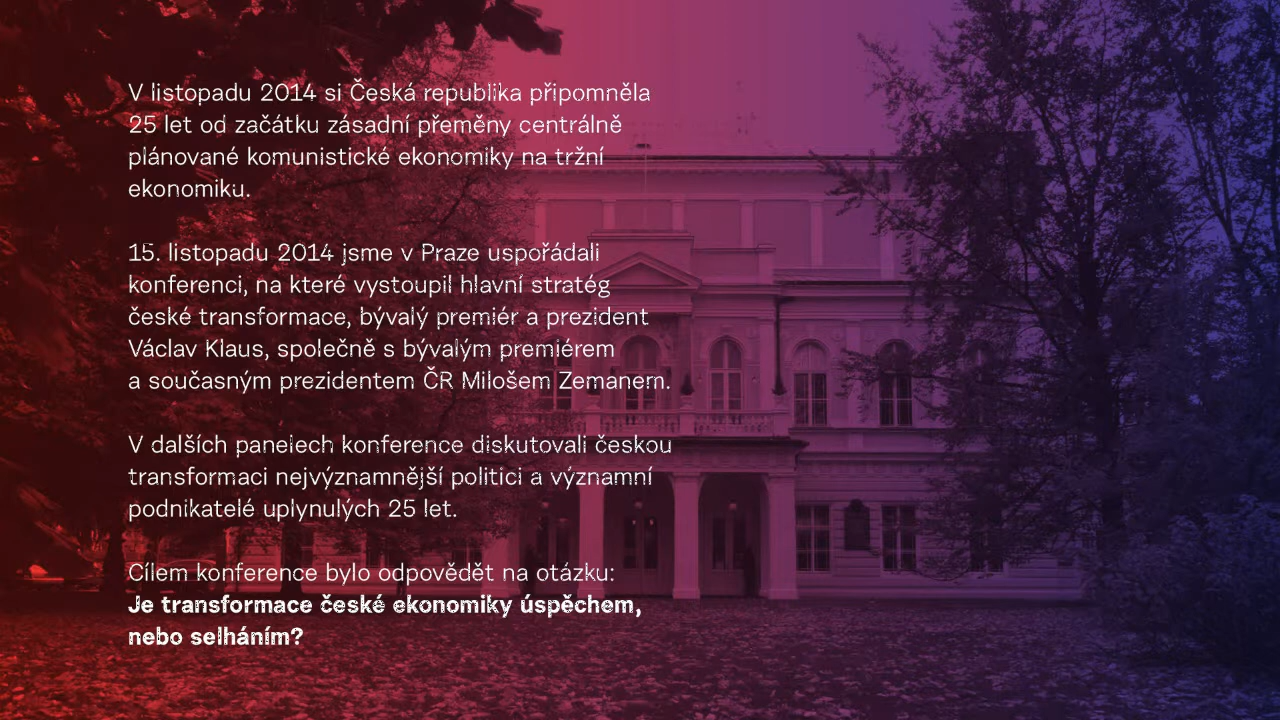 V listopadu 2014 si Česká republika připomněla
25 let od začátku zásadní přeměny centrálně
plánované komunistické ekonomiky na tržní
ekonomiku.
15. listopadu 2014 jsme v Praze uspořádali
konferenci, na které vystoupil hlavní stratég
české transformace, bývalý premiér a prezident
Václav Klaus, společně s bývalým premiérem
a současným prezidentem ČR Milošem Zemanem.
V dalších panelech konference diskutovali českou
transformaci nejvýznamnější politici a významní
podnikatelé uplynulých 25 let.
Cílem konference bylo odpovědět na otázku:
Je transformace české ekonomiky úspěchem,
nebo selháním?